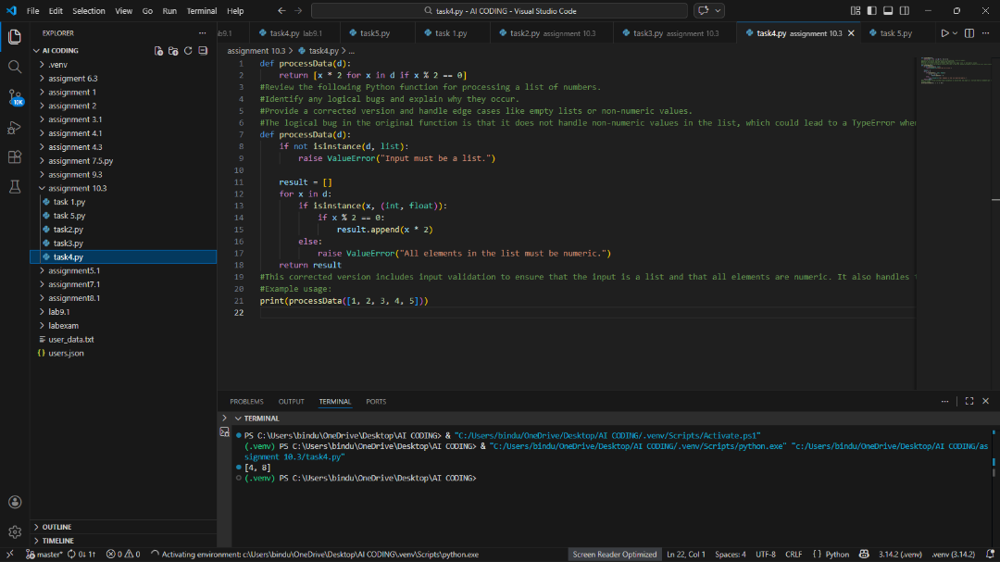 File Edit Selection View Go Run Terminal Help
task4.py - AI CODING - Visual Studio Code
EXPLORER
AI CODING
.venv
assigment 6.3
assignment 1
assignment 2
assignment 3.1
assignment 4.1
assignment 4.3
assignment 7.5.py
assignment 9.3
assignment 10.3
task 1.py
task 5.py
task2.py
task3.py
task4.py
assignment5.1
assignment7.1
assignment8.1
lab9.1
labexam
user_data.txt
users.json
OUTLINE
TIMELINE
10K
task4.py lab9.1
task5.py
task 1.py
task2.py assignment 10.3
task3.py assignment 10.3
task4.py assignment 10.3
task 5.py
assignment 10.3 > task4.py > ...
1 def processData(d):
2 return [x * 2 for x in d if x % 2 == 0]
3 #Review the following Python function for processing a list of numbers.
4 #Identify any logical bugs and explain why they occur.
5 #Provide a corrected version and handle edge cases like empty lists or non-numeric values.
6 #The logical bug in the original function is that it does not handle non-numeric values in the list, which could lead to a TypeError whe
7 def processData(d):
8 if not isinstance(d, list):
9 raise ValueError("Input must be a list.")
10
11 result = []
12 for x in d:
13 if isinstance(x, (int, float)):
14 if x % 2 == 0:
15 result.append(x * 2)
16 else:
17 raise ValueError("All elements in the list must be numeric.")
18 return result
19 #This corrected version includes input validation to ensure that the input is a list and that all elements are numeric. It also handles
20 #Example usage:
21 print(processData([1, 2, 3, 4, 5]))
22
PROBLEMS OUTPUT TERMINAL PORTS
TERMINAL
PS C:\Users\bindu\OneDrive\Desktop\AI CODING> & "C:/Users/bindu/OneDrive/Desktop/AI CODING/.venv/Scripts/Activate.ps1"
(.venv) PS C:\Users\bindu\OneDrive\Desktop\AI CODING> & "C:/Users/bindu/OneDrive/Desktop/AI CODING/.venv/Scripts/python.exe" "c:/Users/bindu/OneDrive/Desktop/AI CODING/as
signment 10.3/task4.py"
[4, 8]
(.venv) PS C:\Users\bindu\OneDrive\Desktop\AI CODING>
master* 0↓ 1↑ 0 0 Activating environment: c:\Users\bindu\OneDrive\Desktop\AI CODING\.venv\Scripts\python.exe
Screen Reader Optimized Ln 22, Col 1 Spaces: 4 UTF-8 CRLF {} Python 3.14.2 (.venv) .venv (3.14.2)